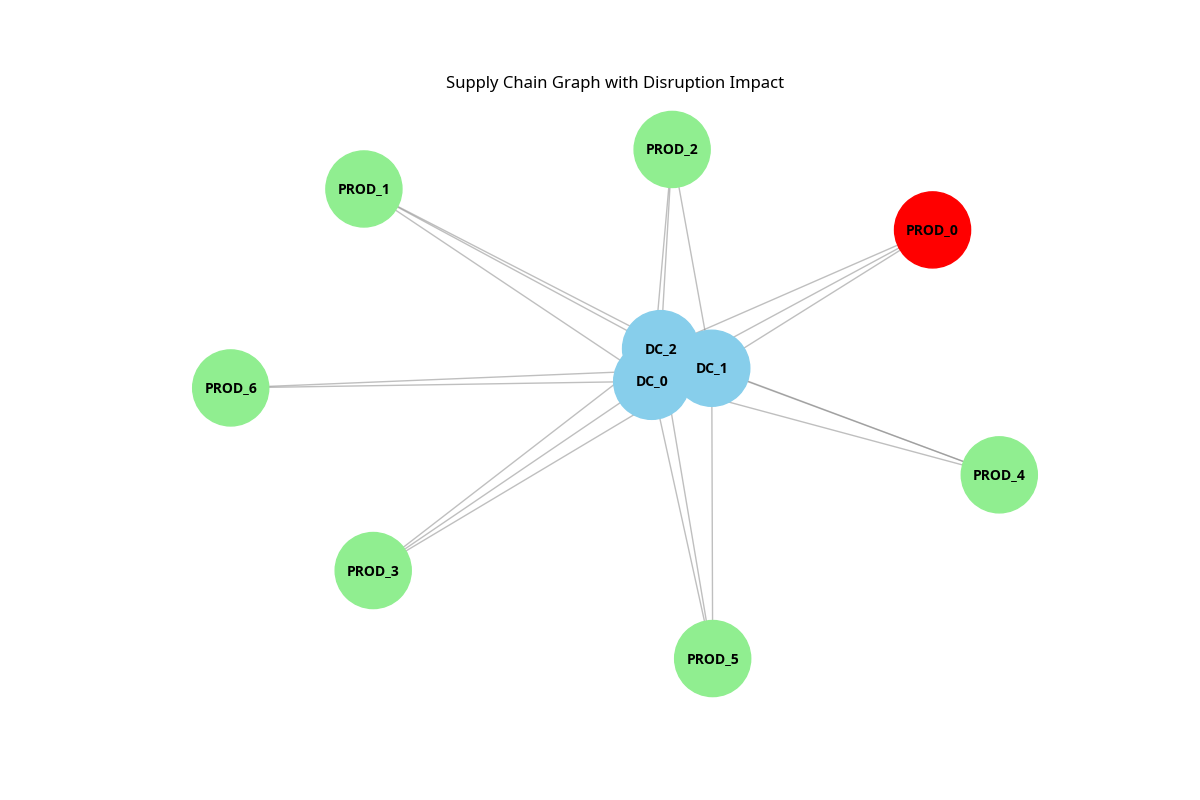 Supply Chain Graph with Disruption Impact
PROD_2
PROD_1
PROD_0
DC_2
DC_1
DC_0
PROD_6
PROD_4
PROD_3
PROD_5